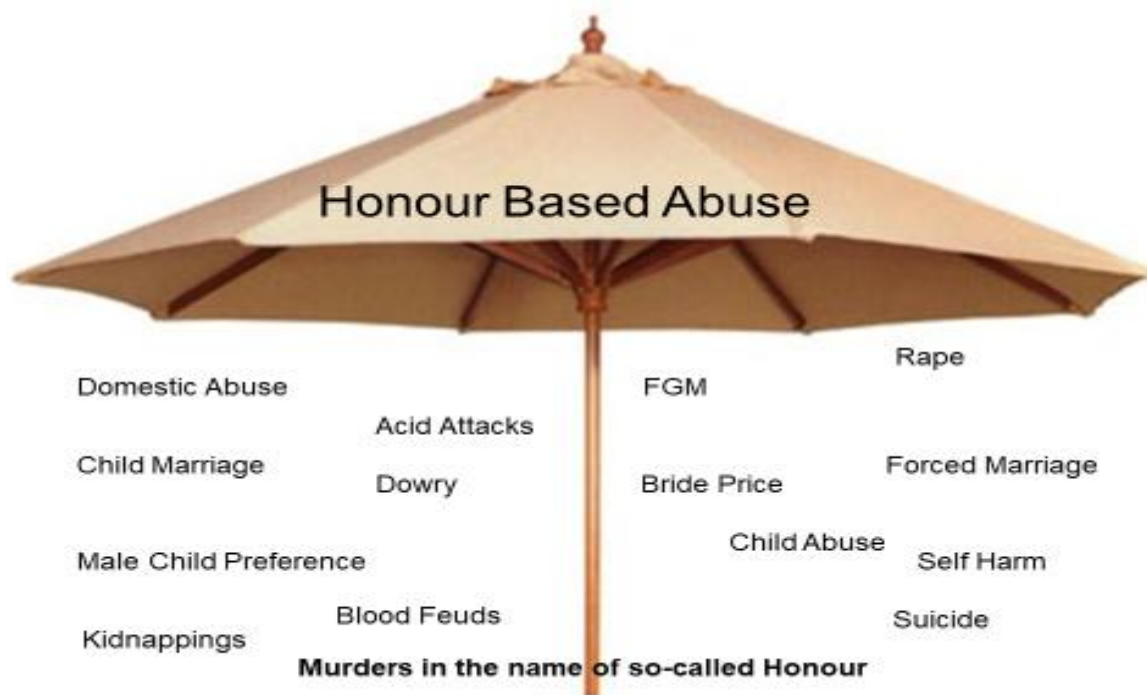 Honour Based Abuse
Rape
Domestic Abuse
FGM
Acid Attacks
Child Marriage
Forced Marriage
Dowry
Bride Price
Child Abuse
Male Child Preference
Self Harm
Blood Feuds
Suicide
Kidnappings
Murders in the name of so-called Honour